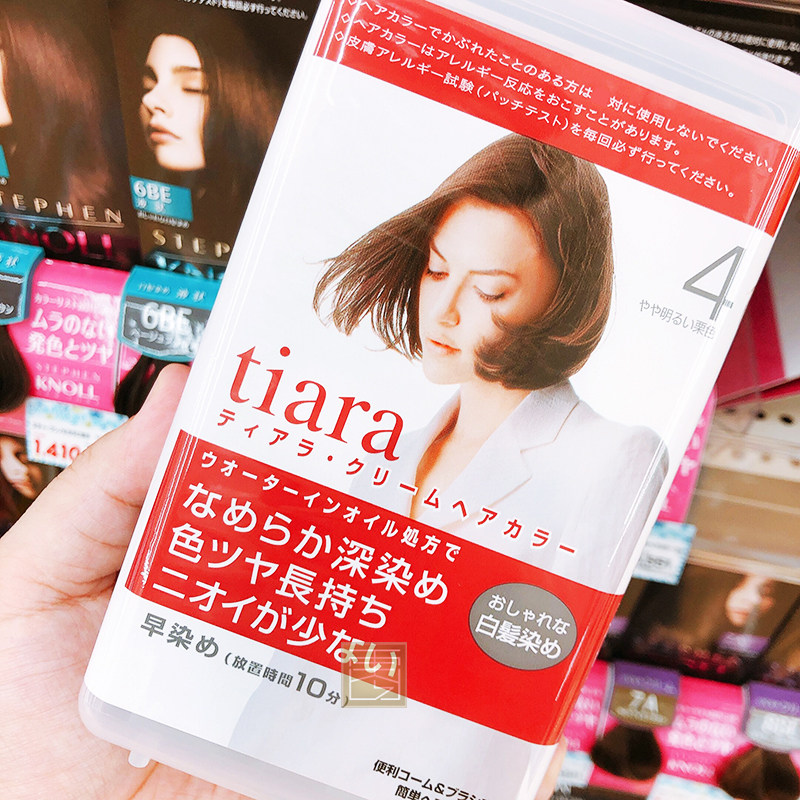 ◇ヘアカラーでかぶれたことのある方は 対に使用しないでください。
◇ヘアカラーはアレルギー反応をおこすことがあります。
◇皮膚アレルギー試験(パッチテスト)を毎回必ず行ってください。
4
やや明るい栗色
tiara
ティアラ・クリームヘアカラー
ウオーターインオイル処方で
なめらか深染め
色ツヤ長持ち
ニオイが少ない
おしゃれな
白髪染め
早染め(放置時間10分)
便利コーム&ブラシ
簡単
6BE
STEPHEN
KNOLL
STEP
6BE
ムラのない
発色とツヤ
STEPHEN
KNOLL
1,410
7A